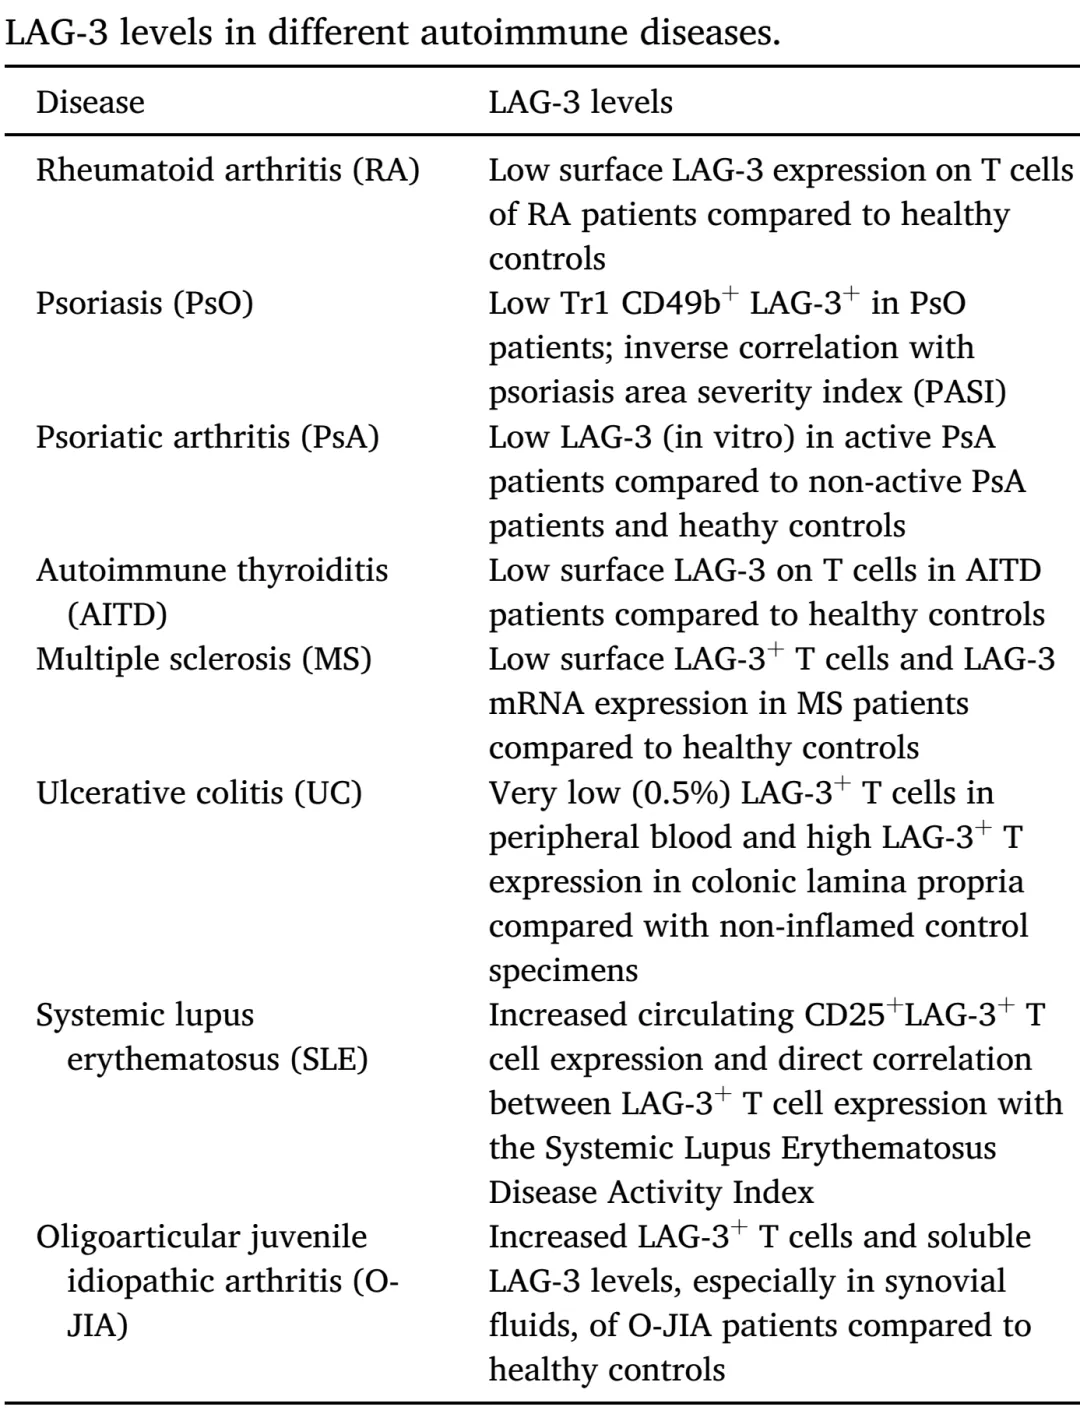 LAG-3 levels in different autoimmune diseases.
Disease LAG-3 levels
Rheumatoid arthritis (RA) Low surface LAG-3 expression on T cells
of RA patients compared to healthy
controls
Psoriasis (PsO) Low Tr1 CD49b⁺ LAG-3⁺ in PsO
patients; inverse correlation with
psoriasis area severity index (PASI)
Psoriatic arthritis (PsA) Low LAG-3 (in vitro) in active PsA
patients compared to non-active PsA
patients and heathy controls
Autoimmune thyroiditis Low surface LAG-3 on T cells in AITD
(AITD) patients compared to healthy controls
Multiple sclerosis (MS) Low surface LAG-3⁺ T cells and LAG-3
mRNA expression in MS patients
compared to healthy controls
Ulcerative colitis (UC) Very low (0.5%) LAG-3⁺ T cells in
peripheral blood and high LAG-3⁺ T
expression in colonic lamina propria
compared with non-inflamed control
specimens
Systemic lupus Increased circulating CD25⁺LAG-3⁺ T
erythematosus (SLE) cell expression and direct correlation
between LAG-3⁺ T cell expression with
the Systemic Lupus Erythematosus
Disease Activity Index
Oligoarticular juvenile Increased LAG-3⁺ T cells and soluble
idiopathic arthritis (O- LAG-3 levels, especially in synovial
JIA) fluids, of O-JIA patients compared to
healthy controls